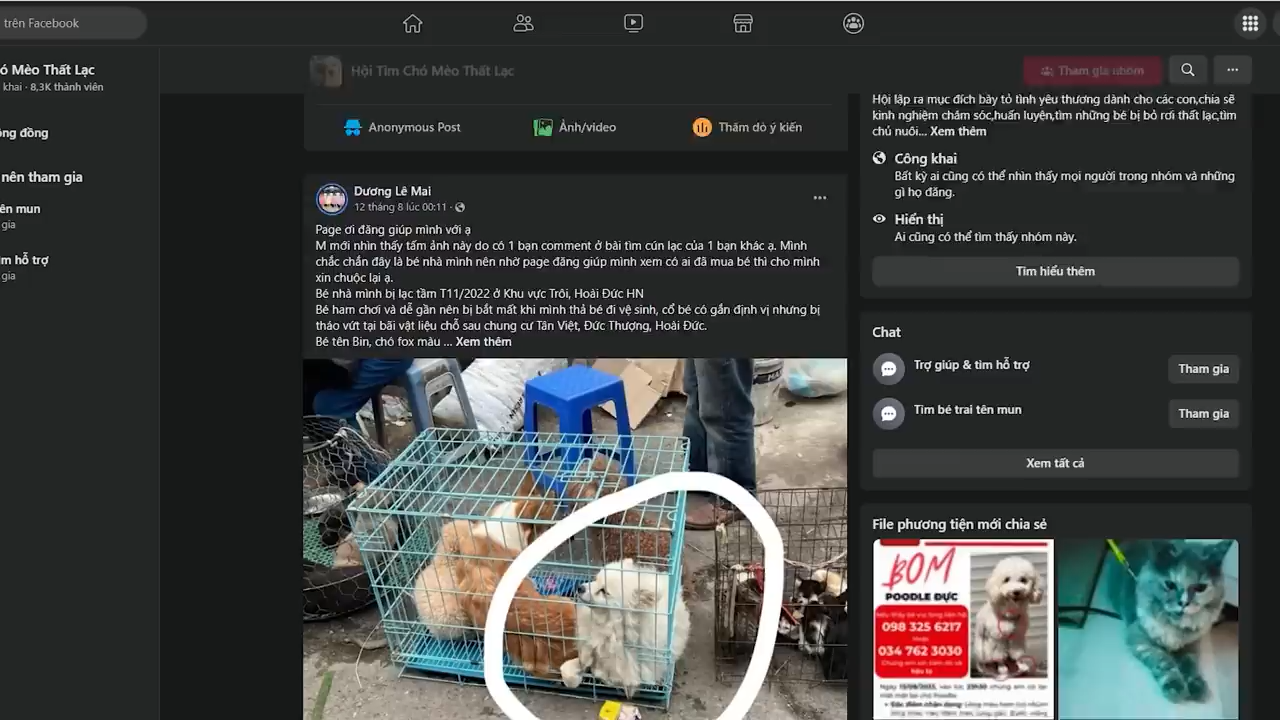 trên Facebook
ó Mèo Thất Lạc
khai · 8,3K thành viên
ộng đồng
nên tham gia
ên mun
gia
m hỗ trợ
gia
Hội Tìm Chó Mèo Thất Lạc
Tham gia nhóm
Anonymous Post
Ảnh/video
Thăm dò ý kiến
Dương Lê Mai
12 tháng 8 lúc 00:11 ·
Page ơi đăng giúp mình với ạ
M mới nhìn thấy tấm ảnh này do có 1 bạn comment ở bài tìm cún lạc của 1 bạn khác ạ. Mình
chắc chắn đây là bé nhà mình nên nhờ page đăng giúp mình xem có ai đã mua bé thì cho mình
xin chuộc lại ạ.
Bé nhà mình bị lạc tầm T11/2022 ở Khu vực Trôi, Hoài Đức HN
Bé ham chơi và dễ gần nên bị bắt mất khi mình thả bé đi vệ sinh, cổ bé có gắn định vị nhưng bị
tháo vứt tại bãi vật liệu chỗ sau chung cư Tân Việt, Đức Thượng, Hoài Đức.
Bé tên Bin, chó fox màu ... Xem thêm
Hội lập ra mục đích bày tỏ tình yêu thương dành cho các con,chia sẽ
kinh nghiệm chăm sóc,huấn luyện,tìm những bé bị bỏ rơi thất lạc,tìm
chủ nuôi... Xem thêm
Công khai
Bất kỳ ai cũng có thể nhìn thấy mọi người trong nhóm và những
gì họ đăng.
Hiển thị
Ai cũng có thể tìm thấy nhóm này.
Tìm hiểu thêm
Chat
Trợ giúp & tìm hỗ trợ
Tham gia
Tìm bé trai tên mun
Tham gia
Xem tất cả
File phương tiện mới chia sẻ
BOM
POODLE ĐỰC
098 325 6217
034 762 3030